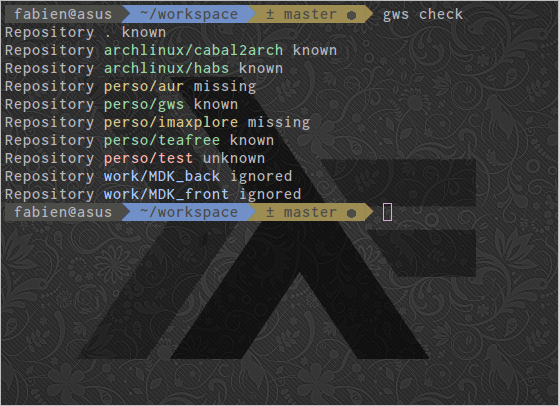 fabien@asus ~/workspace ± master ● gws check
Repository . known
Repository archlinux/cabal2arch known
Repository archlinux/habs known
Repository perso/aur missing
Repository perso/gws known
Repository perso/imaxplore missing
Repository perso/teafree known
Repository perso/test unknown
Repository work/MDK_back ignored
Repository work/MDK_front ignored
fabien@asus ~/workspace ± master ●